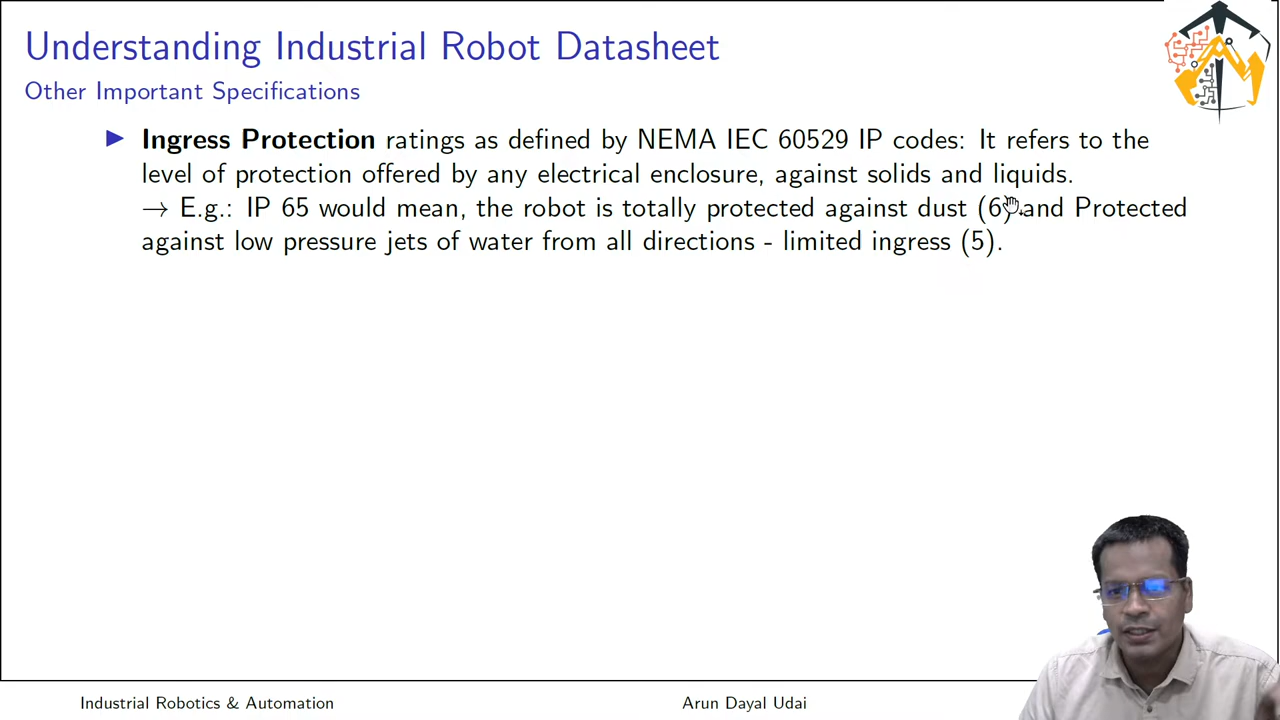 Understanding Industrial Robot Datasheet
Other Important Specifications
▶ Ingress Protection ratings as defined by NEMA IEC 60529 IP codes: It refers to the
level of protection offered by any electrical enclosure, against solids and liquids.
→ E.g.: IP 65 would mean, the robot is totally protected against dust (6) and Protected
against low pressure jets of water from all directions - limited ingress (5).
Industrial Robotics & Automation
Arun Dayal Udai